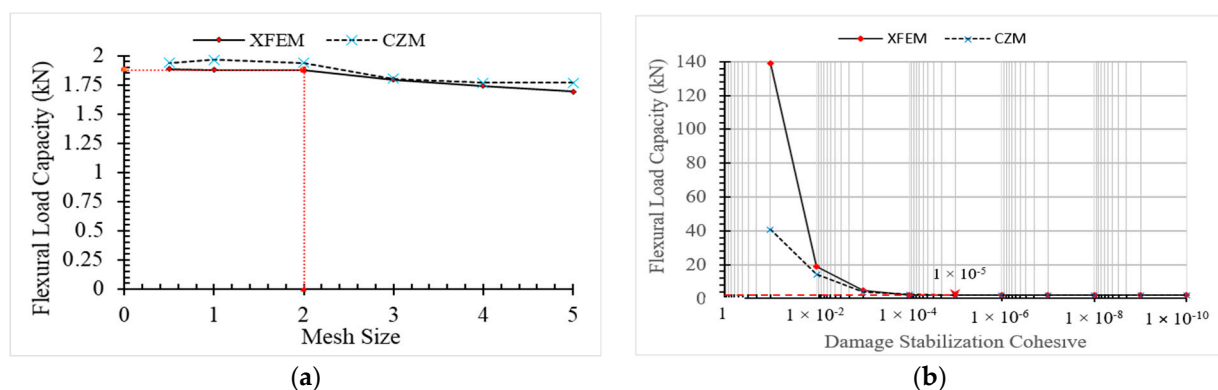 XFEM CZM
2
1.75
1.5
1.25
1
0.75
0.5
0.25
0
0 1 2 3 4 5
Flexural Load Capacity (kN)
Mesh Size
(a)
XFEM CZM
140
120
100
80
60
40
20
0
1 × 10-5
1 1 × 10-2 1 × 10-4 1 × 10-6 1 × 10-8 1 × 10-10
Flexural Load Capacity (kN)
Damage Stabilization Cohesive
(b)